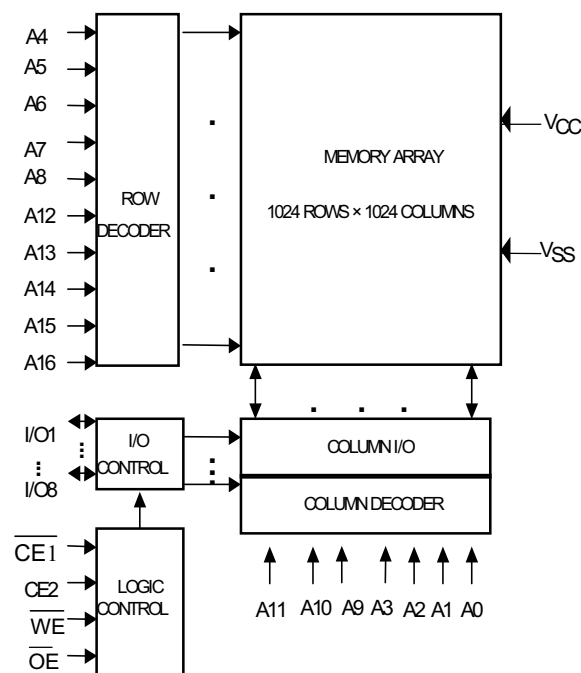 A4
A5
A6
A7
A8
A12
A13
A14
A15
A16
ROW
DECODER
MEMORY ARRAY
1024 ROWS × 1024 COLUMNS
VCC
VSS
I/O1
I/O8
I/O
CONTROL
COLUMN I/O
COLUMN DECODER
CE1
CE2
WE
OE
LOGIC
CONTROL
A11 A10 A9 A3 A2 A1 A0